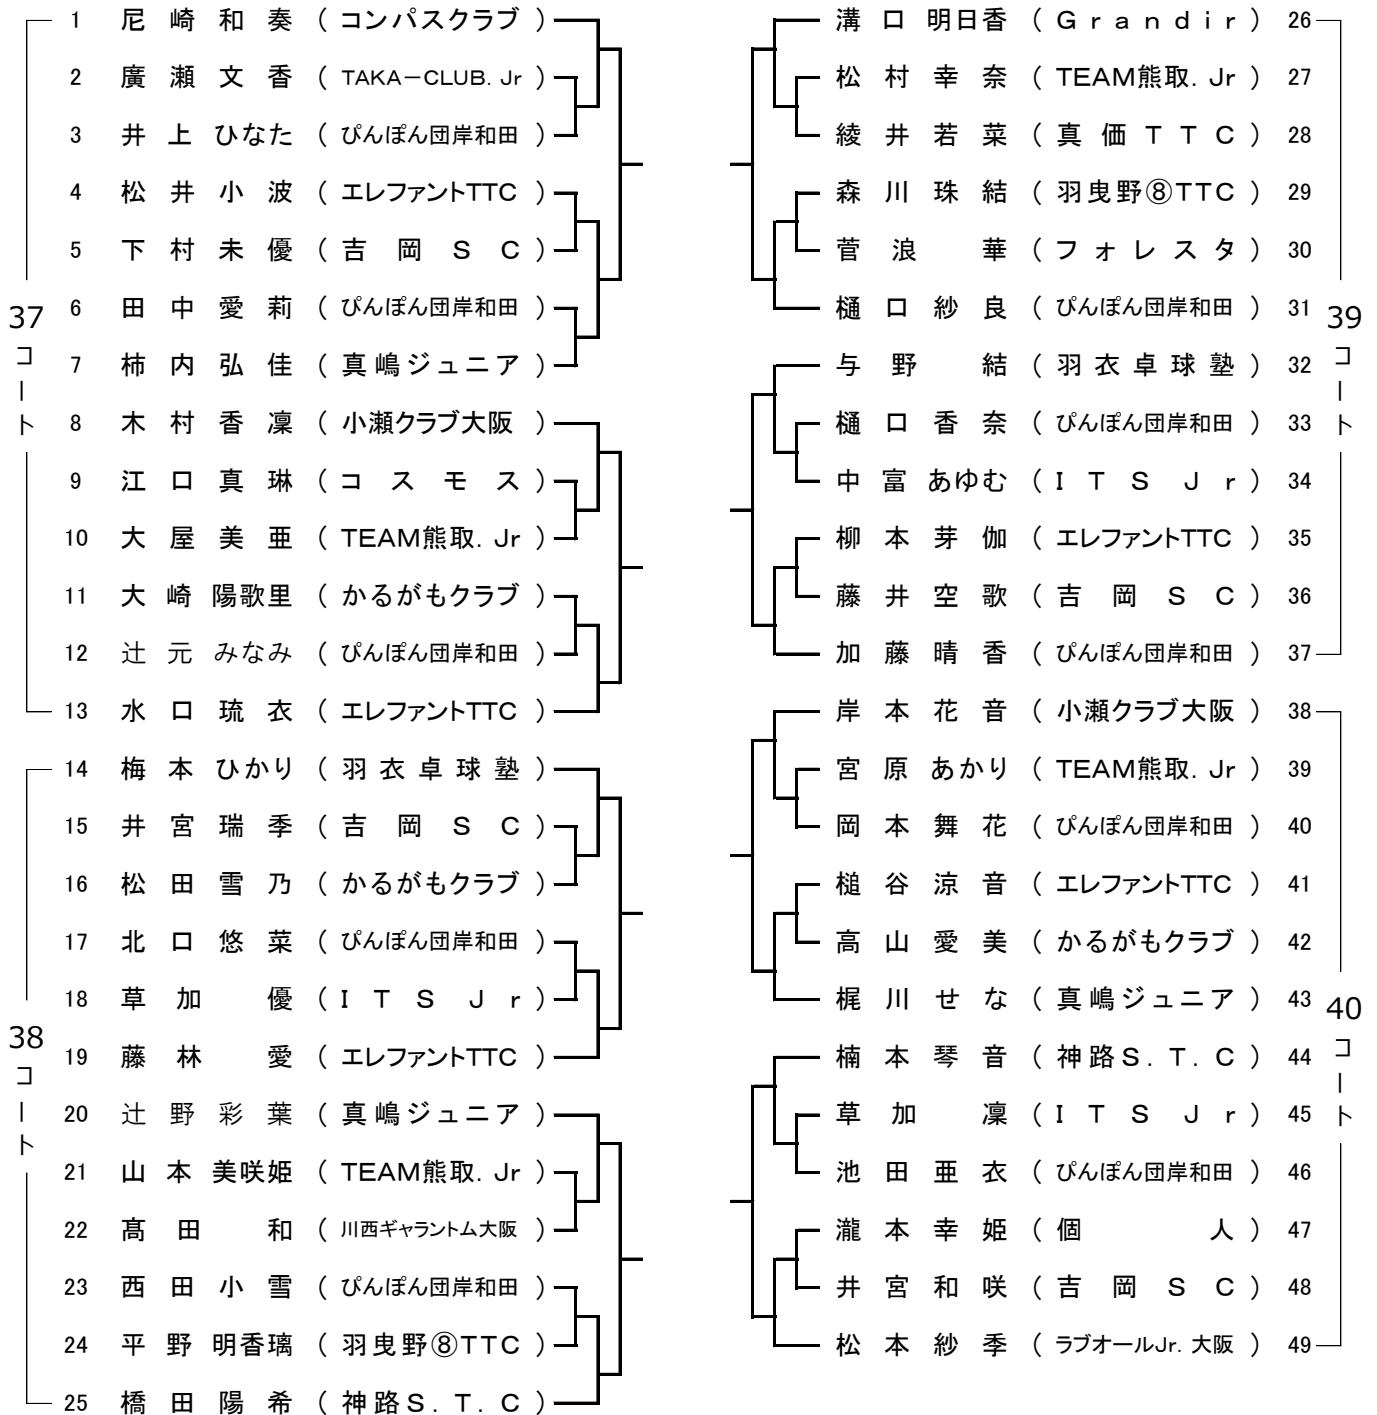 37コート
1 尼崎和奏 (コンパスクラブ)
2 廣瀬文香 (TAKA－CLUB. Jr)
3 井上ひなた (ぴんぽん団岸和田)
4 松井小波 (エレファントTTC)
5 下村未優 (吉岡SC)
6 田中愛莉 (ぴんぽん団岸和田)
7 柿内弘佳 (真嶋ジュニア)
8 木村香凜 (小瀬クラブ大阪)
9 江口真琳 (コスモス)
10 大屋美亜 (TEAM熊取. Jr)
11 大崎陽歌里 (かるがもクラブ)
12 辻元みなみ (ぴんぽん団岸和田)
13 水口琉衣 (エレファントTTC)
38コート
14 梅本ひかり (羽衣卓球塾)
15 井宮瑞季 (吉岡SC)
16 松田雪乃 (かるがもクラブ)
17 北口悠菜 (ぴんぽん団岸和田)
18 草加優 (ITS Jr)
19 藤林愛 (エレファントTTC)
20 辻野彩葉 (真嶋ジュニア)
21 山本美咲姫 (TEAM熊取. Jr)
22 髙田和 (川西ギャラントム大阪)
23 西田小雪 (ぴんぽん団岸和田)
24 平野明香璃 (羽曳野⑧TTC)
25 橋田陽希 (神路S. T. C)
39コート
溝口明日香 (Grandir) 26
松村幸奈 (TEAM熊取. Jr) 27
綾井若菜 (真価TTC) 28
森川珠結 (羽曳野⑧TTC) 29
菅浪華 (フォレスタ) 30
樋口紗良 (ぴんぽん団岸和田) 31
与野結 (羽衣卓球塾) 32
樋口香奈 (ぴんぽん団岸和田) 33
中富あゆむ (ITS Jr) 34
柳本芽伽 (エレファントTTC) 35
藤井空歌 (吉岡SC) 36
加藤晴香 (ぴんぽん団岸和田) 37
40コート
岸本花音 (小瀬クラブ大阪) 38
宮原あかり (TEAM熊取. Jr) 39
岡本舞花 (ぴんぽん団岸和田) 40
槌谷涼音 (エレファントTTC) 41
高山愛美 (かるがもクラブ) 42
梶川せな (真嶋ジュニア) 43
楠本琴音 (神路S. T. C) 44
草加凜 (ITS Jr) 45
池田亜衣 (ぴんぽん団岸和田) 46
瀧本幸姫 (個人) 47
井宮和咲 (吉岡SC) 48
松本紗季 (ラブオールJr. 大阪) 49